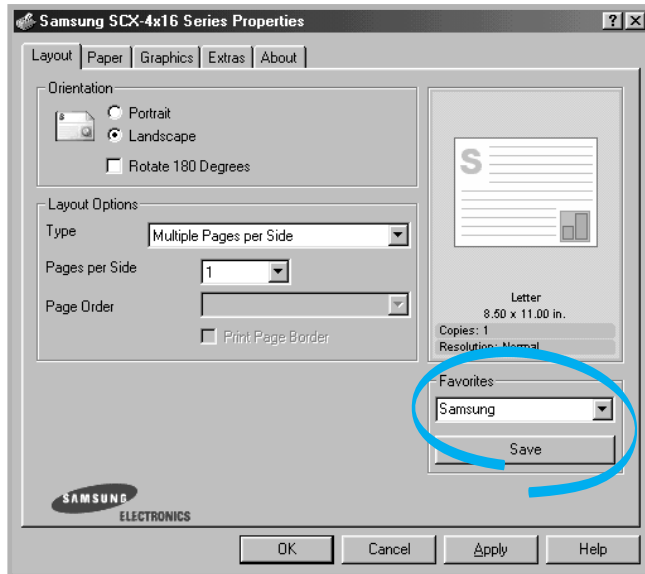 Samsung SCX-4x16 Series Properties
Layout Paper Graphics Extras About
Orientation
Portrait
Landscape
Rotate 180 Degrees
Layout Options
Type Multiple Pages per Side
Pages per Side 1
Page Order
Print Page Border
S
Letter
8.50 x 11.00 in.
Copies: 1
Resolution: Normal
Favorites
Samsung
Save
SAMSUNG
ELECTRONICS
OK Cancel Apply Help